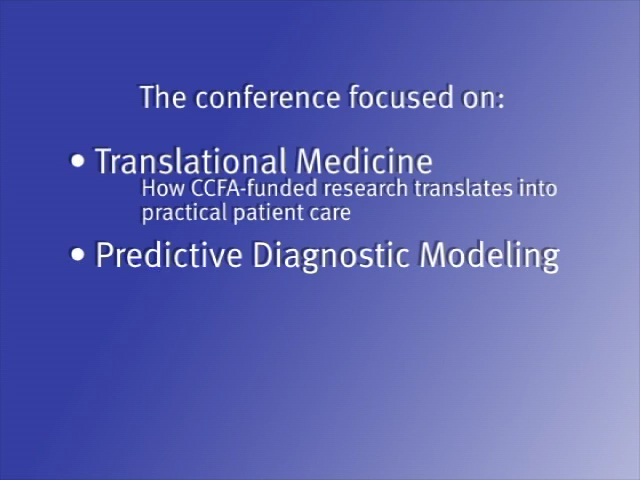 The conference focused on:
• Translational Medicine
How CCFA-funded research translates into
practical patient care
• Predictive Diagnostic Modeling